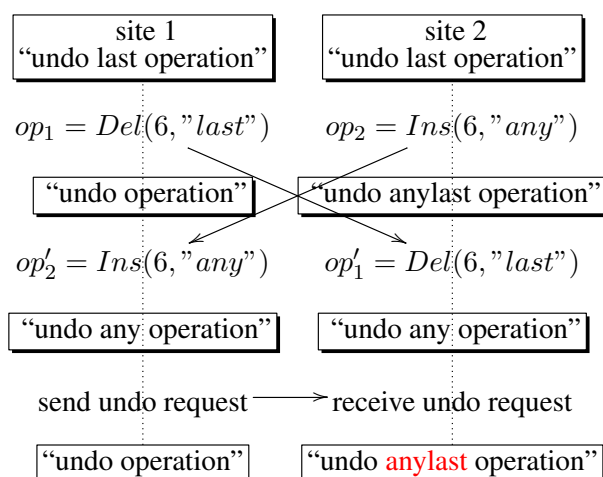 site 1
“undo last operation”
site 2
“undo last operation”
op₁ = Del(6, ”last”)
op₂ = Ins(6, ”any”)
“undo operation”
“undo anylast operation”
op′₂ = Ins(6, ”any”)
op′₁ = Del(6, ”last”)
“undo any operation”
“undo any operation”
send undo request
receive undo request
“undo operation”
“undo anylast operation”